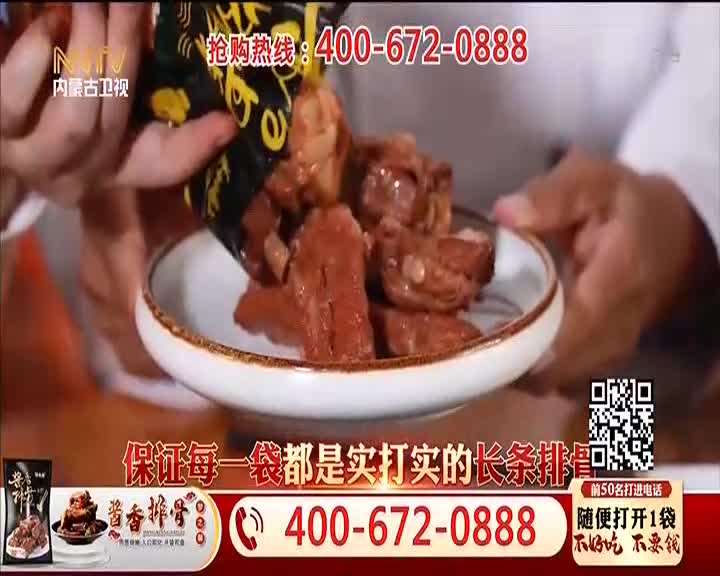 抢购热线:400-672-0888
NMTV
内蒙古卫视
保证每一袋都是实打实的长条排骨
前50名打进电话
随便打开1袋
不好吃 不要钱
酱香排骨
400-672-0888